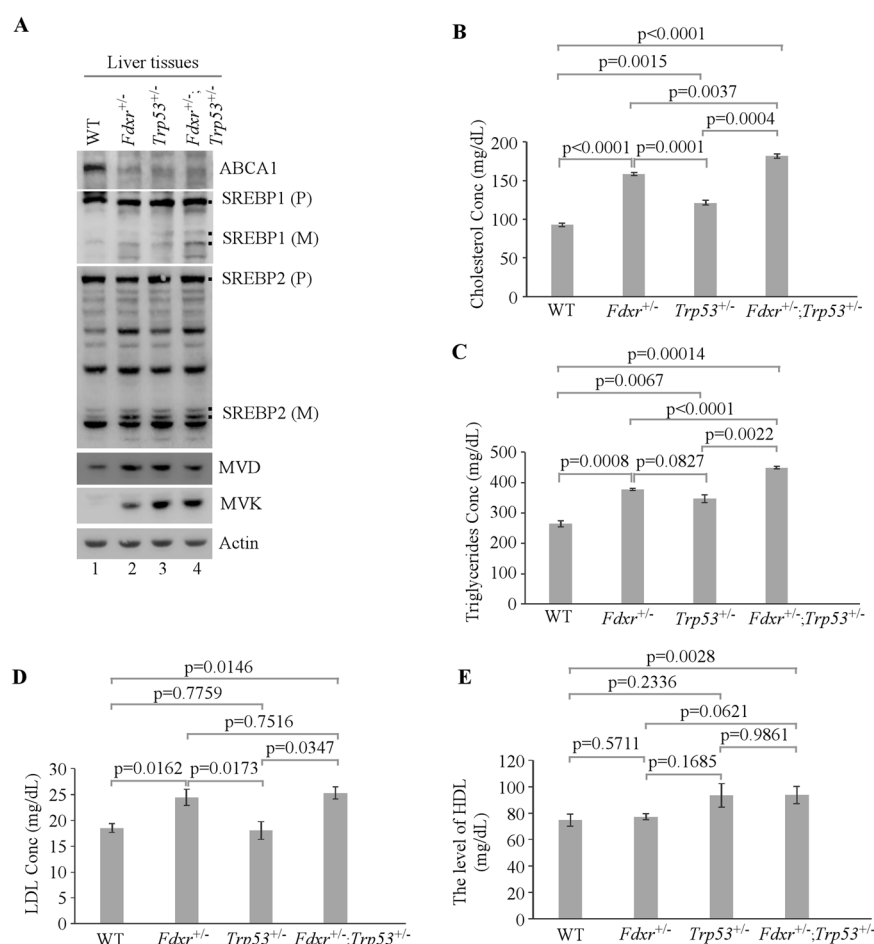 A
Liver tissues
WT
Fdxr+/-
Trp53+/-
Fdxr+/-;
Trp53+/-
ABCA1
SREBP1 (P)
SREBP1 (M)
SREBP2 (P)
SREBP2 (M)
MVD
MVK
Actin
1 2 3 4
B
p<0.0001
p=0.0015
p=0.0037
p=0.0004
p<0.0001 p=0.0001
Cholesterol Conc (mg/dL)
200
150
100
50
0
WT Fdxr+/- Trp53+/- Fdxr+/-;Trp53+/-
C
p=0.00014
p=0.0067
p<0.0001
p=0.0022
p=0.0008 p=0.0827
Triglycerides Conc (mg/dL)
500
400
300
200
100
0
WT Fdxr+/- Trp53+/- Fdxr+/-;Trp53+/-
D
p=0.0146
p=0.7759
p=0.7516
p=0.0347
p=0.0162 p=0.0173
LDL Conc (mg/dL)
30
25
20
15
10
5
0
WT Fdxr+/- Trp53+/- Fdxr+/-;Trp53+/-
E
p=0.0028
p=0.2336
p=0.0621
p=0.9861
p=0.5711
p=0.1685
The level of HDL
(mg/dL)
120
100
80
60
40
20
0
WT Fdxr+/- Trp53+/- Fdxr+/-;Trp53+/-